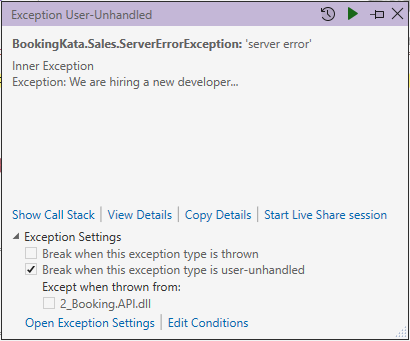 Exception User-Unhandled
BookingKata.Sales.ServerErrorException: 'server error'
Inner Exception
Exception: We are hiring a new developer...
Show Call Stack | View Details | Copy Details | Start Live Share session
Exception Settings
Break when this exception type is thrown
Break when this exception type is user-unhandled
Except when thrown from:
2_Booking.API.dll
Open Exception Settings | Edit Conditions